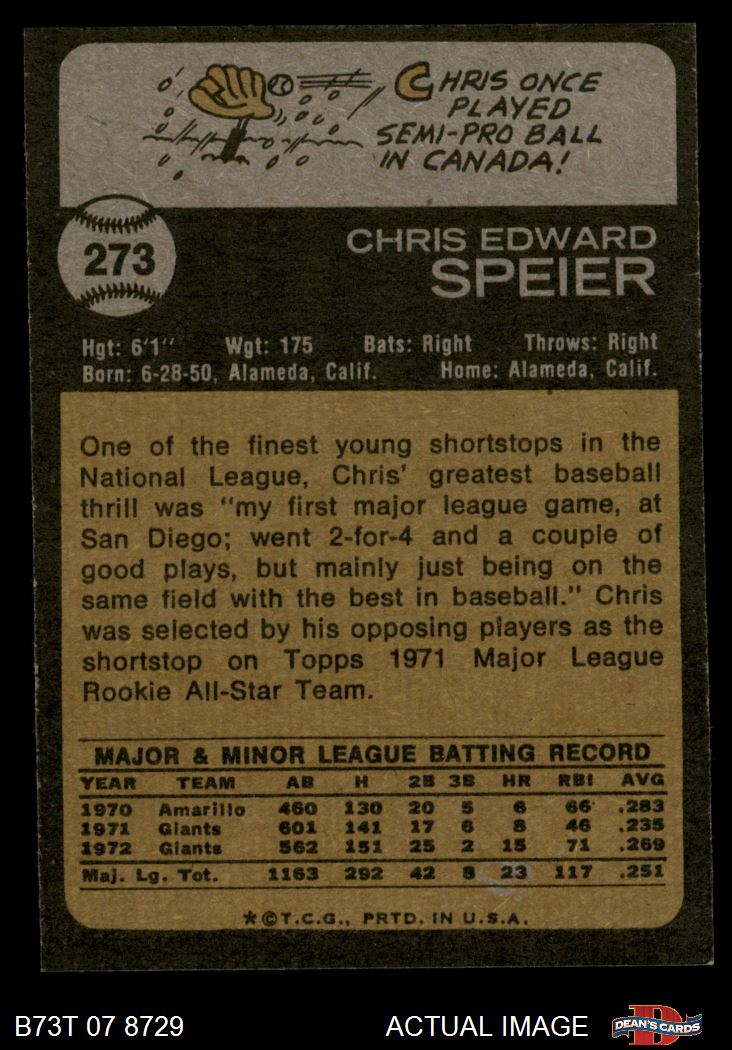 CHRIS ONCE
PLAYED
SEMI-PRO BALL
IN CANADA!
273
CHRIS EDWARD
SPEIER
Hgt: 6'1" Wgt: 175 Bats: Right Throws: Right
Born: 6-28-50, Alameda, Calif. Home: Alameda, Calif.
One of the finest young shortstops in the
National League, Chris' greatest baseball
thrill was "my first major league game, at
San Diego; went 2-for-4 and a couple of
good plays, but mainly just being on the
same field with the best in baseball." Chris
was selected by his opposing players as the
shortstop on Topps 1971 Major League
Rookie All-Star Team.
MAJOR & MINOR LEAGUE BATTING RECORD
YEAR TEAM AB H 2B 3B HR RBI AVG
1970 Amarillo 460 130 20 5 6 66 .283
1971 Giants 601 141 17 6 8 46 .235
1972 Giants 562 151 25 2 15 71 .269
Maj. Lg. Tot. 1163 292 42 8 23 117 .251
*©T.C.G., PRTD. IN U.S.A.
B73T 07 8729 ACTUAL IMAGE
D
DEAN'S CARDS